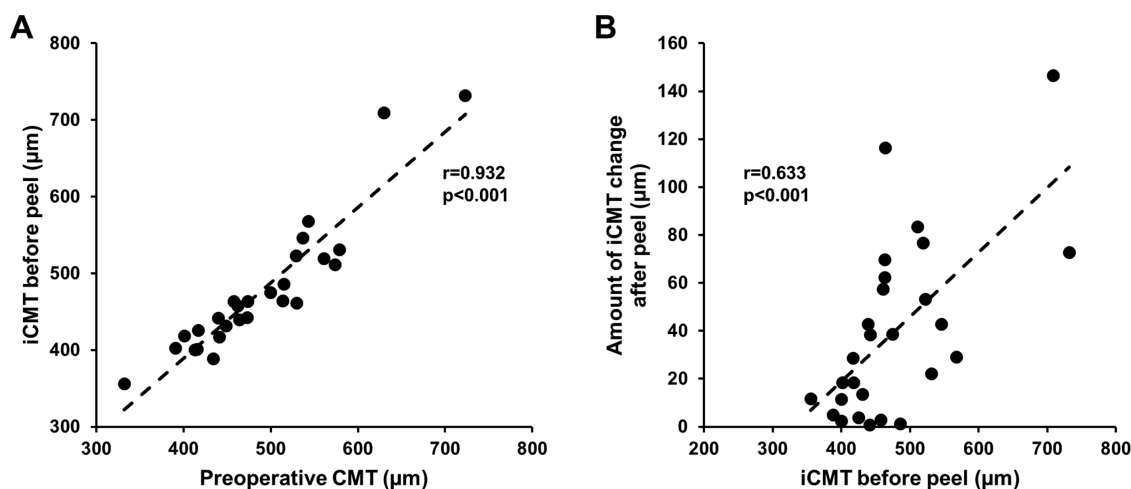 A
800
700
600
500
400
300
iCMT before peel (µm)
r=0.932
p<0.001
300 400 500 600 700 800
Preoperative CMT (µm)
B
160
140
120
100
80
60
40
20
0
Amount of iCMT change
after peel (µm)
r=0.633
p<0.001
200 300 400 500 600 700 800
iCMT before peel (µm)